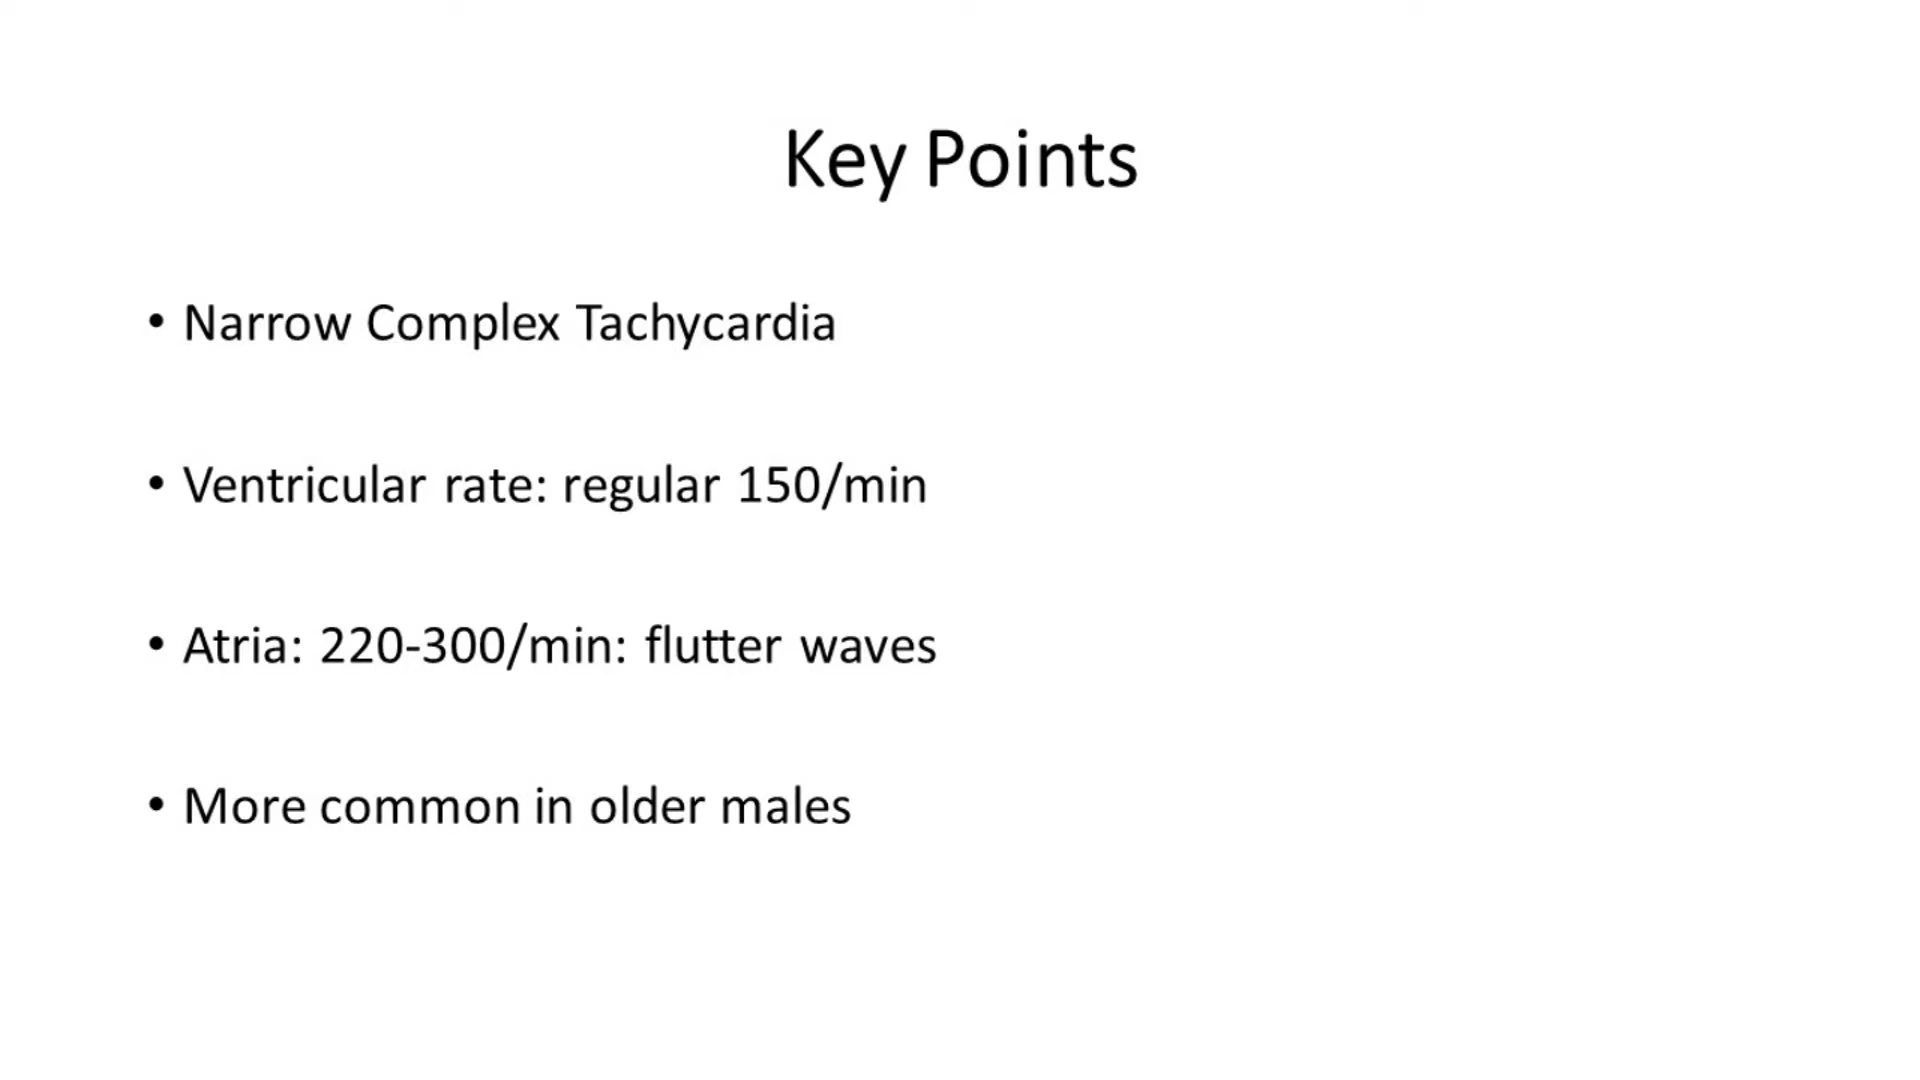 Key Points
• Narrow Complex Tachycardia
• Ventricular rate: regular 150/min
• Atria: 220-300/min: flutter waves
• More common in older males